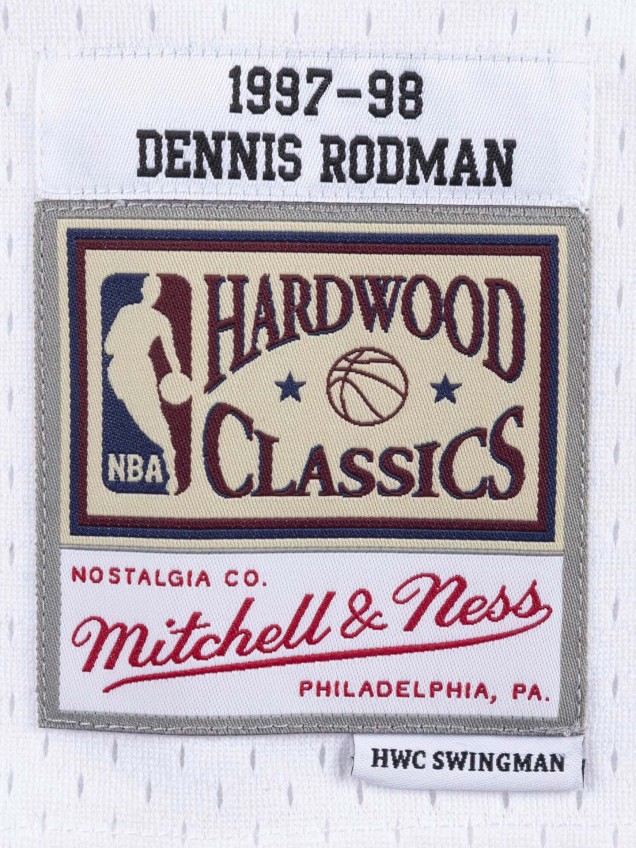 1997-98
DENNIS RODMAN
HARDWOOD
CLASSICS
NBA
NOSTALGIA CO.
Mitchell & Ness
PHILADELPHIA, PA.
HWC SWINGMAN